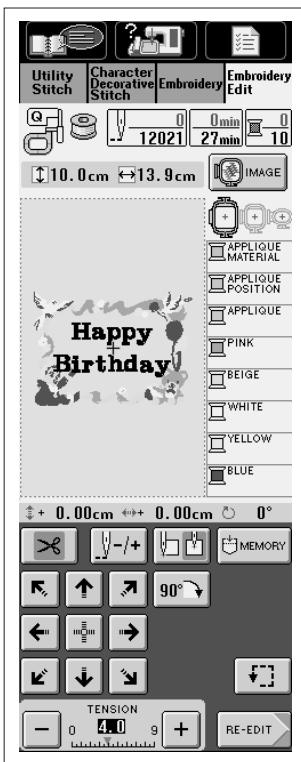 Utility Stitch
Character Decorative Stitch
Embroidery
Embroidery Edit
Q
0
12021
0min
27min
0
10
10.0cm 13.9cm
IMAGE
APPLIQUE MATERIAL
APPLIQUE POSITION
APPLIQUE
PINK
BEIGE
WHITE
YELLOW
BLUE
Happy
Birthday
+ 0.00cm + 0.00cm 0°
-/+
MEMORY
90°
TENSION
- 0 4.0 9 +
RE-EDIT